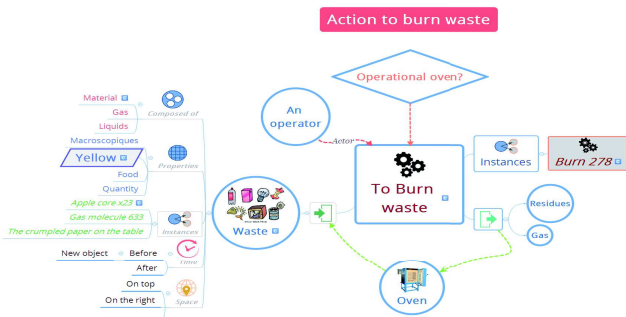 Action to burn waste
Operational oven?
An
operator
Actor
Material
Gas
Liquids
Composed of
Macroscopiques
Yellow
Food
Quantity
Properties
Apple core x23
Gas molecule 633
The crumpled paper on the table
Instances
New object
Before
After
Time
On top
On the right
Space
Waste
To Burn
waste
Instances
Burn 278
Residues
Gas
Oven